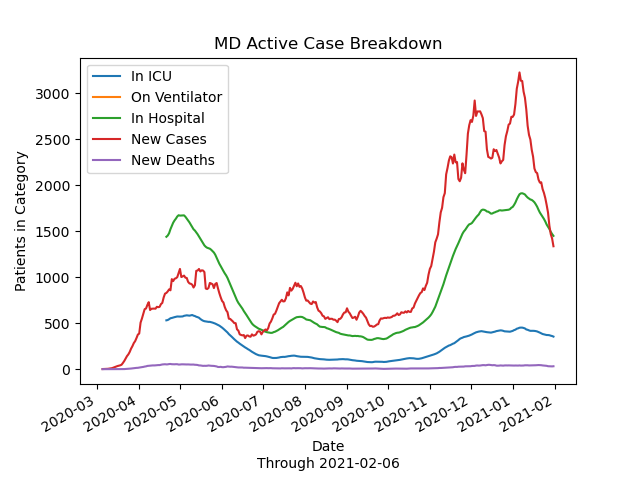 MD Active Case Breakdown
In ICU
On Ventilator
In Hospital
New Cases
New Deaths
Patients in Category
3000
2500
2000
1500
1000
500
0
2020-03
2020-04
2020-05
2020-06
2020-07
2020-08
2020-09
2020-10
2020-11
2020-12
2021-01
2021-02
Date
Through 2021-02-06